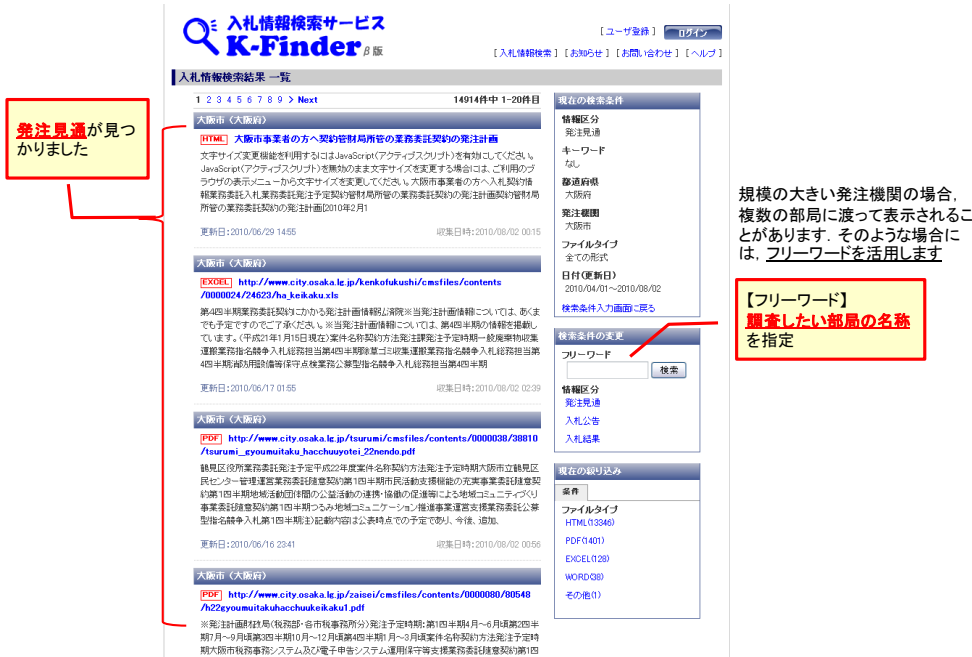 入札情報検索サービス
K-Finder β版
[ ユーザ登録 ] ログイン
[ 入札情報検索 ] [ お知らせ ] [ お問い合わせ ] [ ヘルプ ]
入札情報検索結果 一覧
発注見通が見つ
かりました
1 2 3 4 5 6 7 8 9 > Next 14914件中 1-20件目
大阪市 (大阪府)
HTML 大阪市事業者の方へ契約管財局所管の業務委託契約の発注計画
文字サイズ変更機能を利用するにはJavaScript(アクティブスクリプト)を有効にしてください。
JavaScript(アクティブスクリプト)を無効のまま文字サイズを変更する場合には、ご利用のブ
ラウザの表示メニューから文字サイズを変更してください。大阪市事業者の方へ入札契約情
報業務委託入札業務委託発注予定契約管財局所管の業務委託契約の発注計画契約管財局
所管の業務委託契約の発注計画[2010年2月1
更新日:2010/06/29 14:55 収集日時:2010/08/02 00:15
大阪市 (大阪府)
EXCEL http://www.city.osaka.lg.jp/kenkofukushi/cmsfiles/contents
/0000024/24623/ha_keikaku.xls
第4四半期業務委託契約にかかる発注計画情報弘済院※当発注計画情報については、あくま
でも予定ですのでご了承ください。※当発注計画情報については、第4四半期の情報を掲載し
ています。(平成21年1月15日現在)案件名称契約方法発注課発注予定時期一般廃棄物収集
運搬業務指名競争入札総務担当第4四半期除草ゴミ収集運搬業務指名競争入札総務担当第
4四半期消防用設備等保守点検業務公募型指名競争入札総務担当第4四半期
更新日:2010/06/17 01:55 収集日時:2010/08/02 02:39
大阪市 (大阪府)
PDF http://www.city.osaka.lg.jp/tsurumi/cmsfiles/contents/0000038/38810
/tsurumi_gyoumuitaku_hacchuuyotei_22nendo.pdf
鶴見区役所業務委託発注予定平成22年度案件名称契約方法発注予定時期大阪市立鶴見区
民センター管理運営業務委託随意契約第1四半期市民活動支援機能の充実事業委託随意契
約第1四半期地域活動団体間の公益活動の連携・協働の促進等による地域コミュニティづくり
事業委託随意契約第1四半期つるみ地域コミュニケーション推進事業運営支援業務委託公募
型指名競争入札第1四半期注)記載内容は公表時点での予定であり、今後、追加、
更新日:2010/06/16 23:41 収集日時:2010/08/02 00:56
大阪市 (大阪府)
PDF http://www.city.osaka.lg.jp/zaisei/cmsfiles/contents/0000080/80548
/h22gyoumuitakuhacchuukeikaku1.pdf
※発注計画財政局(税務部・各市税事務所分)発注予定時期:第1四半期4月~6月頃第2四半
期7月~9月頃第3四半期10月~12月頃第4四半期1月~3月頃案件名称契約方法発注予定時
期大阪市税務事務システム及び電子申告システム運用保守等支援業務委託随意契約第1四
現在の検索条件
情報区分
発注見通
キーワード
なし
都道府県
大阪府
発注機関
大阪市
ファイルタイプ
全ての形式
日付(更新日)
2010/04/01~2010/08/02
検索条件入力画面に戻る
検索条件の変更
フリーワード
検索
情報区分
発注見通
入札公告
入札結果
現在の絞り込み
条件
ファイルタイプ
HTML(13346)
PDF(1401)
EXCEL(128)
WORD(38)
その他(1)
規模の大きい発注機関の場合,
複数の部局に渡って表示されるこ
とがあります. そのような場合に
は, フリーワードを活用します
【フリーワード】
調査したい部局の名称
を指定